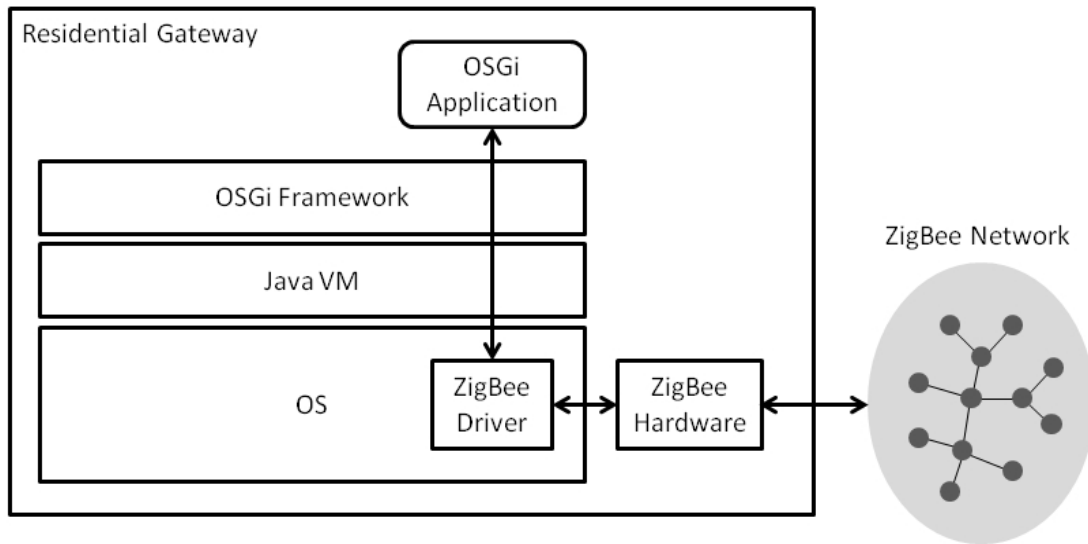 Residential Gateway
OSGi
Application
OSGi Framework
ZigBee Network
Java VM
OS
ZigBee
Driver
ZigBee
Hardware